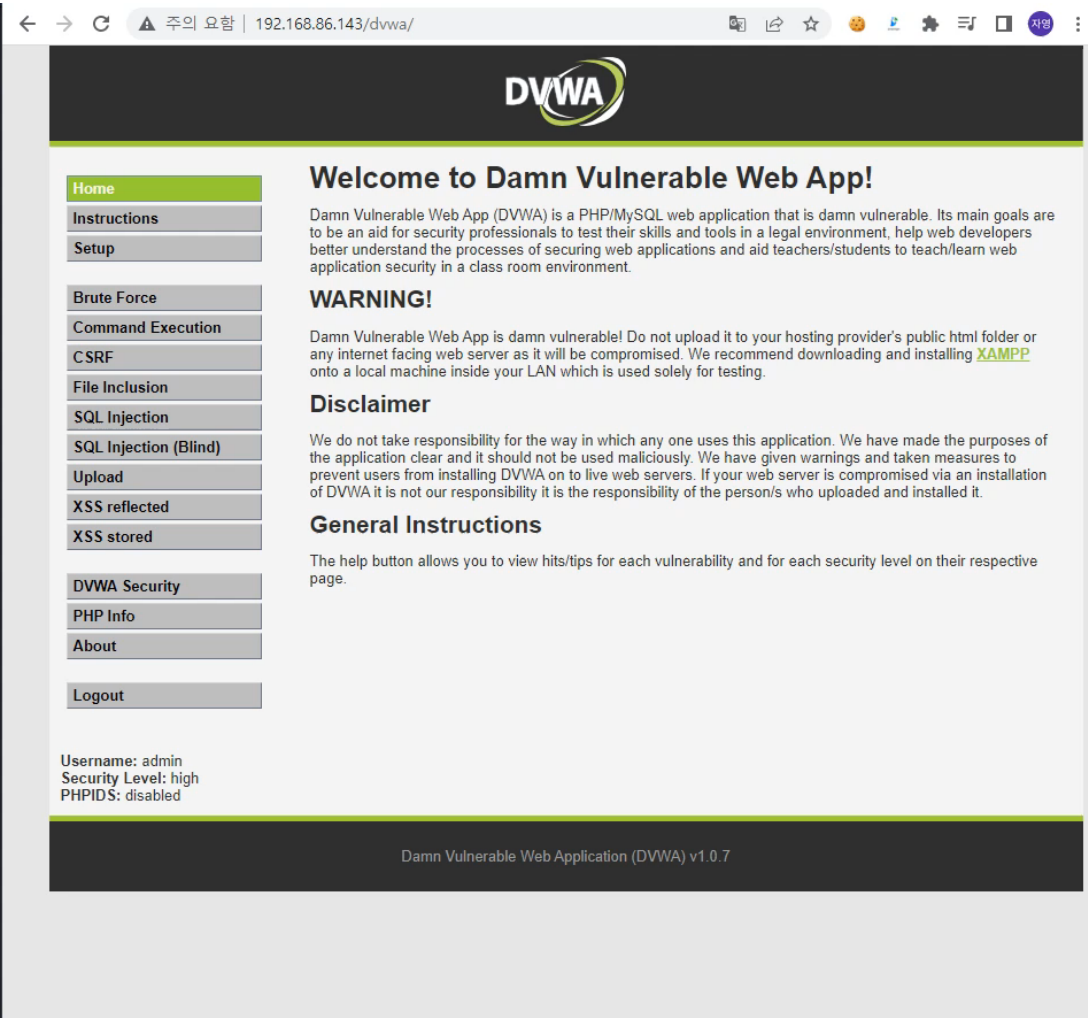 주의 요함 | 192.168.86.143/dvwa/
자영
DVWA
Home
Instructions
Setup
Brute Force
Command Execution
CSRF
File Inclusion
SQL Injection
SQL Injection (Blind)
Upload
XSS reflected
XSS stored
DVWA Security
PHP Info
About
Logout
Username: admin
Security Level: high
PHPIDS: disabled
Welcome to Damn Vulnerable Web App!
Damn Vulnerable Web App (DVWA) is a PHP/MySQL web application that is damn vulnerable. Its main goals are
to be an aid for security professionals to test their skills and tools in a legal environment, help web developers
better understand the processes of securing web applications and aid teachers/students to teach/learn web
application security in a class room environment.
WARNING!
Damn Vulnerable Web App is damn vulnerable! Do not upload it to your hosting provider's public html folder or
any internet facing web server as it will be compromised. We recommend downloading and installing XAMPP
onto a local machine inside your LAN which is used solely for testing.
Disclaimer
We do not take responsibility for the way in which any one uses this application. We have made the purposes of
the application clear and it should not be used maliciously. We have given warnings and taken measures to
prevent users from installing DVWA on to live web servers. If your web server is compromised via an installation
of DVWA it is not our responsibility it is the responsibility of the person/s who uploaded and installed it.
General Instructions
The help button allows you to view hits/tips for each vulnerability and for each security level on their respective
page.
Damn Vulnerable Web Application (DVWA) v1.0.7